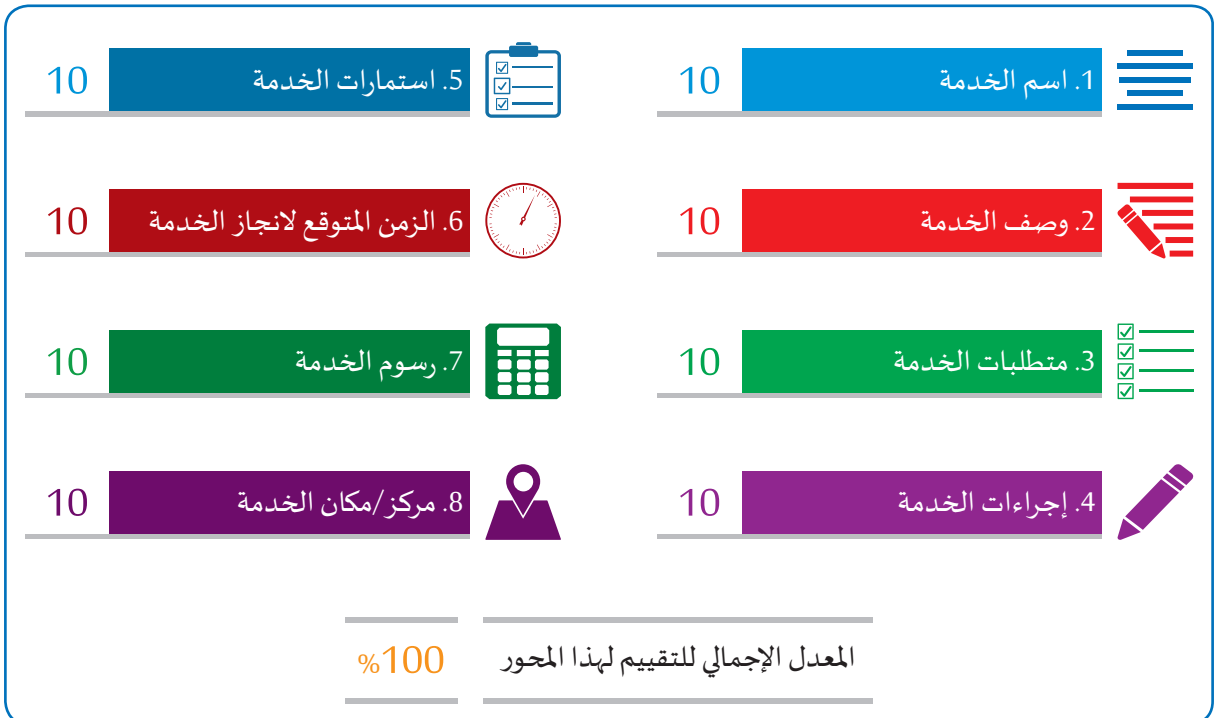 1. اسم الخدمة 10
5. استمارات الخدمة 10
2. وصف الخدمة 10
6. الزمن المتوقع لانجاز الخدمة 10
3. متطلبات الخدمة 10
7. رسوم الخدمة 10
4. إجراءات الخدمة 10
8. مركز/مكان الخدمة 10
المعدل الإجمالي للتقييم لهذا المحور 100%